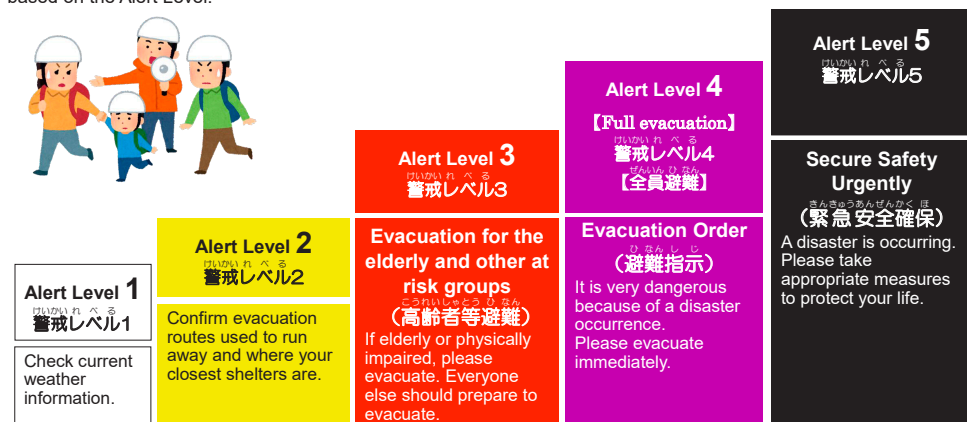 based on the Alert Level.
Alert Level 1
けいかいれべる
警戒レベル1
Check current
weather
information.
Alert Level 2
けいかいれべる
警戒レベル2
Confirm evacuation
routes used to run
away and where your
closest shelters are.
Alert Level 3
けいかいれべる
警戒レベル3
Evacuation for the
elderly and other at
risk groups
こうれいしゃとうひなん
（高齢者等避難）
If elderly or physically
impaired, please
evacuate. Everyone
else should prepare to
evacuate.
Alert Level 4
【Full evacuation】
けいかいれべる
警戒レベル4
ぜんいんひなん
【全員避難】
Evacuation Order
ひなんしじ
（避難指示）
It is very dangerous
because of a disaster
occurrence.
Please evacuate
immediately.
Alert Level 5
けいかいれべる
警戒レベル5
Secure Safety
Urgently
きんきゅうあんぜんかくほ
（緊急安全確保）
A disaster is occurring.
Please take
appropriate measures
to protect your life.